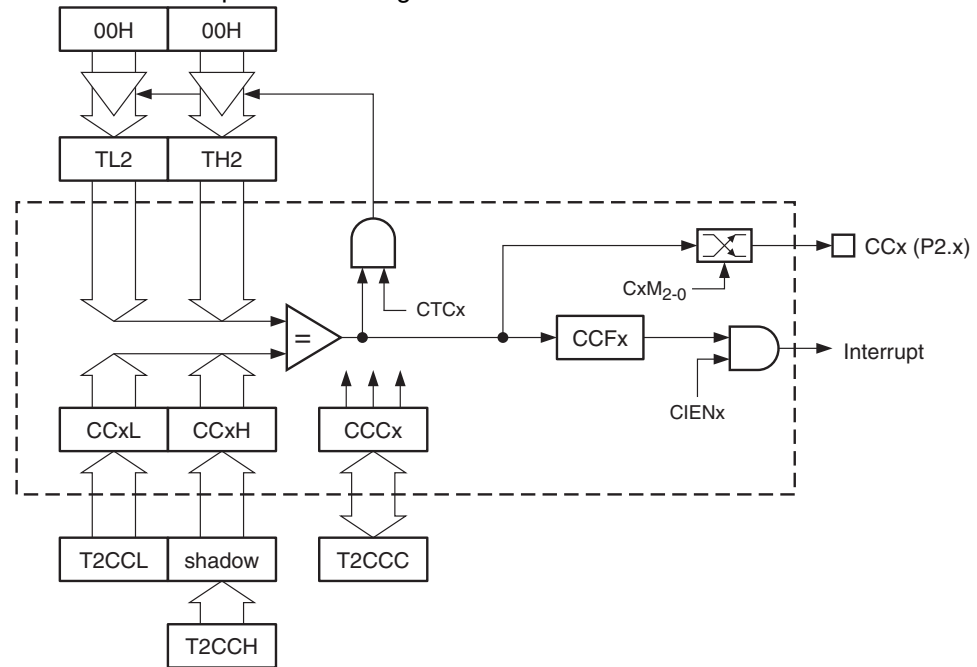 00H 00H
TL2 TH2
CCx (P2.x)
CxM2-0
CTCx
=
CCFx
Interrupt
CIENx
CCxL CCxH CCCx
T2CCL shadow T2CCC
T2CCH